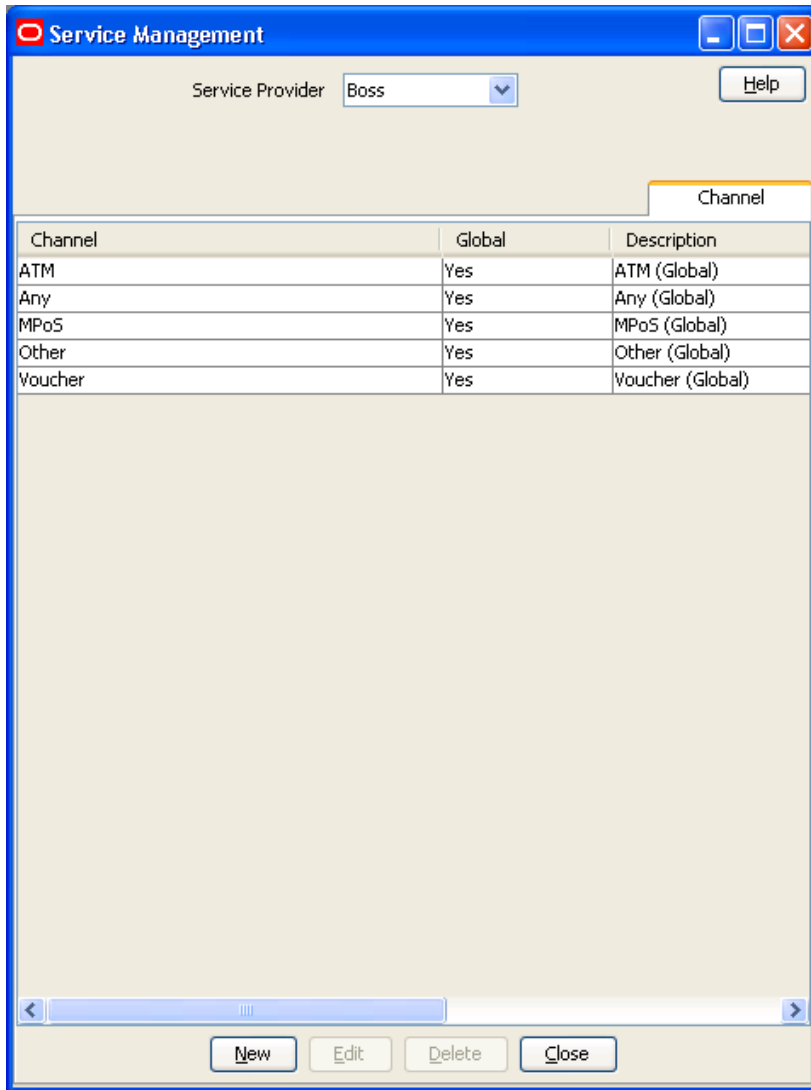 Service Management
Service Provider Boss Help
Channel
Channel Global Description
ATM Yes ATM (Global)
Any Yes Any (Global)
MPoS Yes MPoS (Global)
Other Yes Other (Global)
Voucher Yes Voucher (Global)
New Edit Delete Close